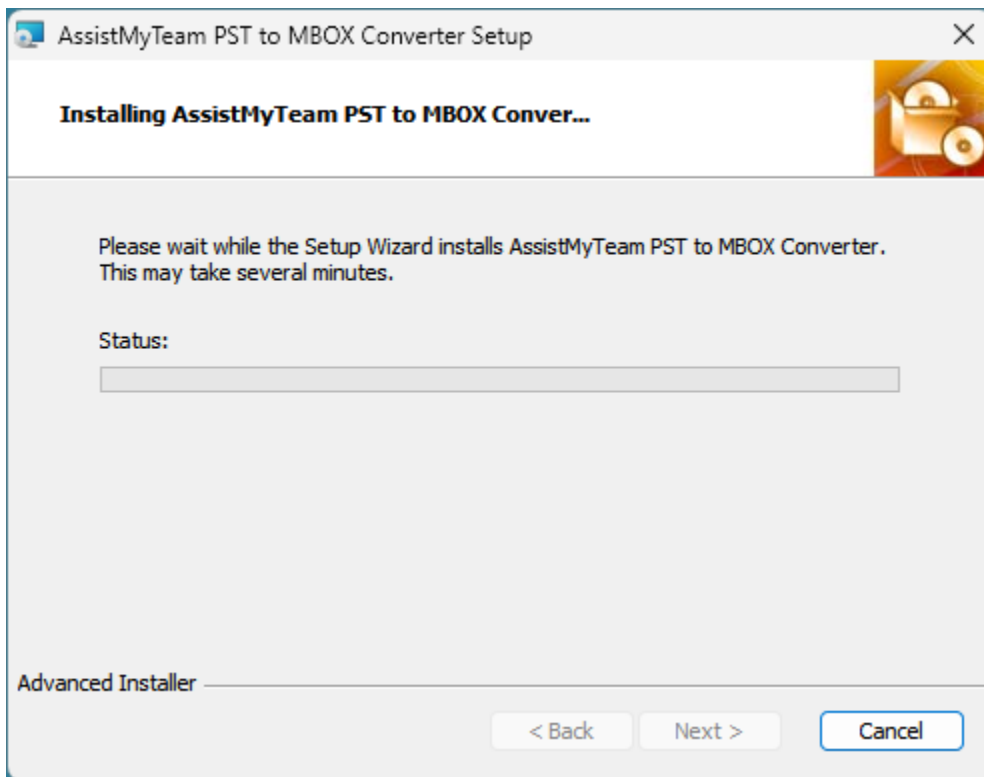 AssistMyTeam PST to MBOX Converter Setup
Installing AssistMyTeam PST to MBOX Conver...
Please wait while the Setup Wizard installs AssistMyTeam PST to MBOX Converter.
This may take several minutes.
Status:
Advanced Installer
< Back
Next >
Cancel